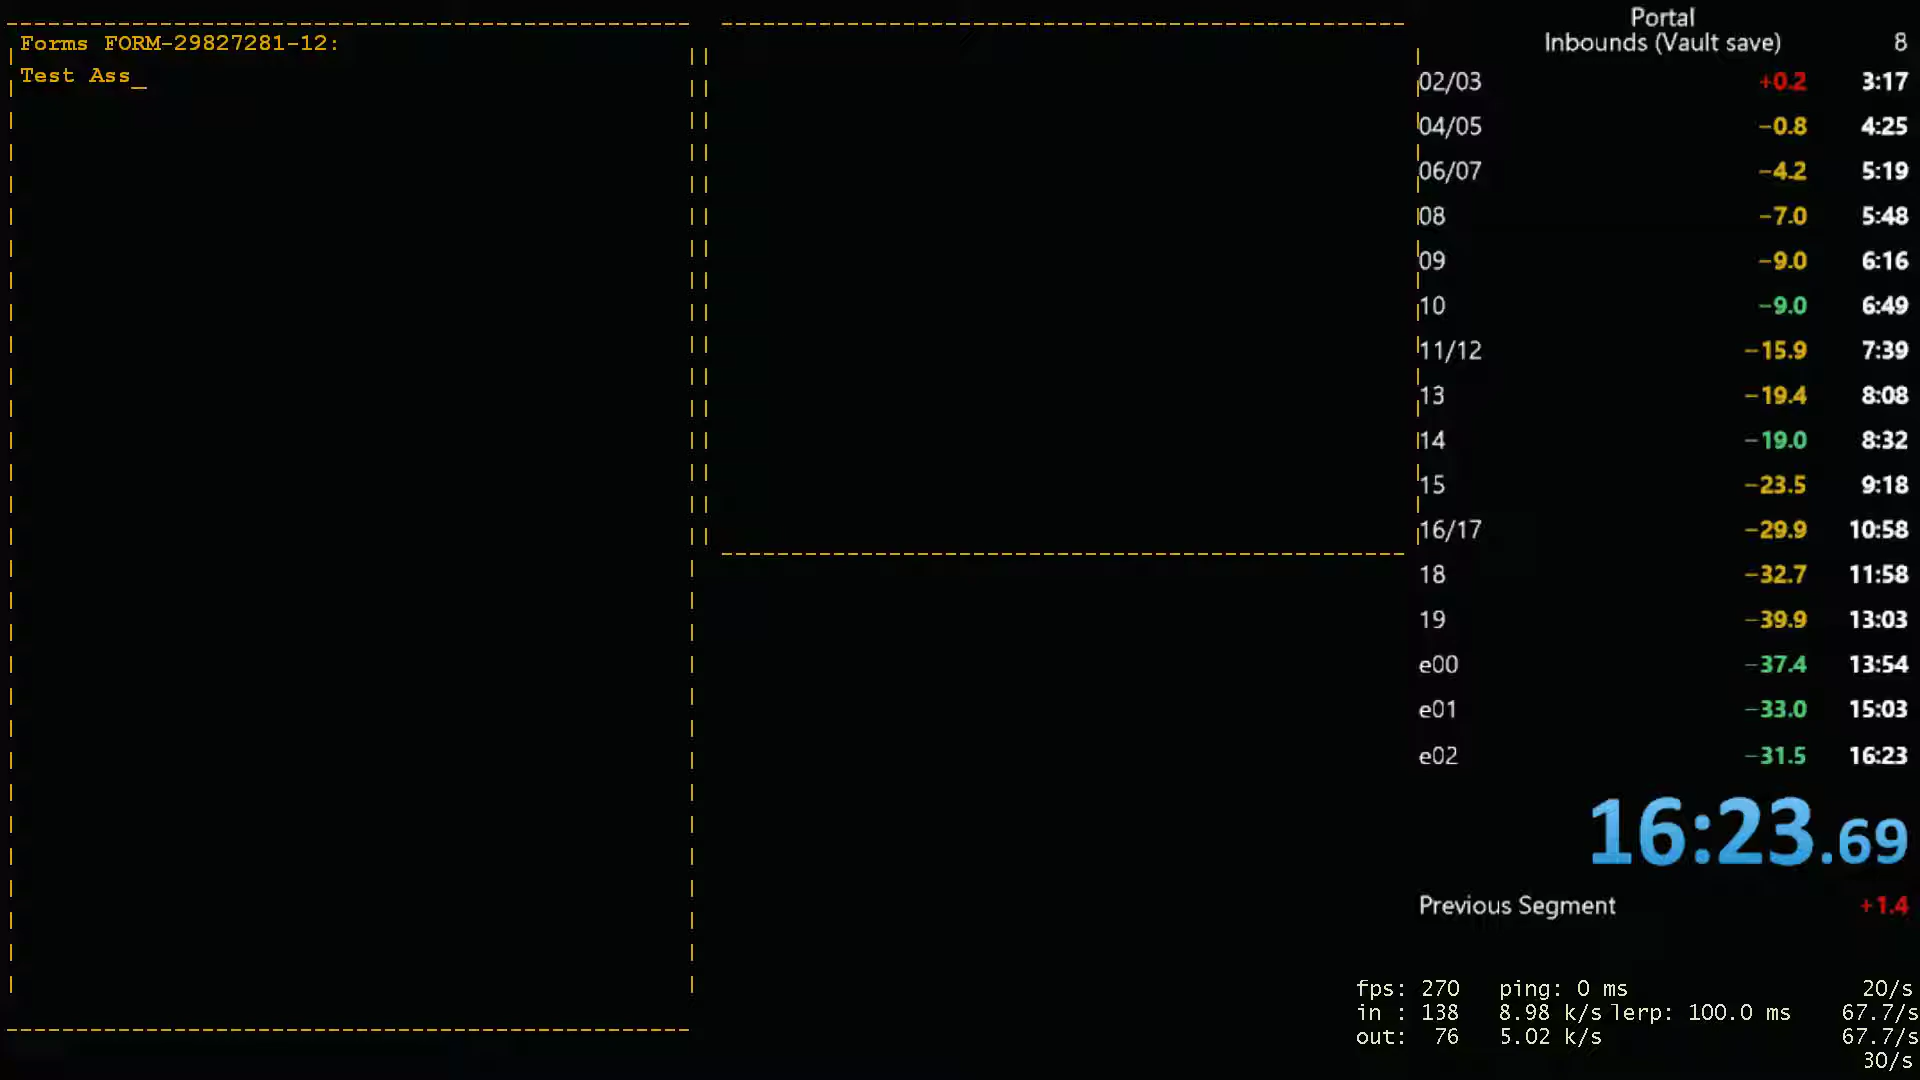 Forms FORM-29827281-12:
Test Ass_
Portal
Inbounds (Vault save) 8
02/03 +0.2 3:17
04/05 −0.8 4:25
06/07 −4.2 5:19
08 −7.0 5:48
09 −9.0 6:16
10 −9.0 6:49
11/12 −15.9 7:39
13 −19.4 8:08
14 −19.0 8:32
15 −23.5 9:18
16/17 −29.9 10:58
18 −32.7 11:58
19 −39.9 13:03
e00 −37.4 13:54
e01 −33.0 15:03
e02 −31.5 16:23
16:23.69
Previous Segment +1.4
fps: 270 ping: 0 ms 20/s
in : 138 8.98 k/s lerp: 100.0 ms 67.7/s
out: 76 5.02 k/s 67.7/s
30/s